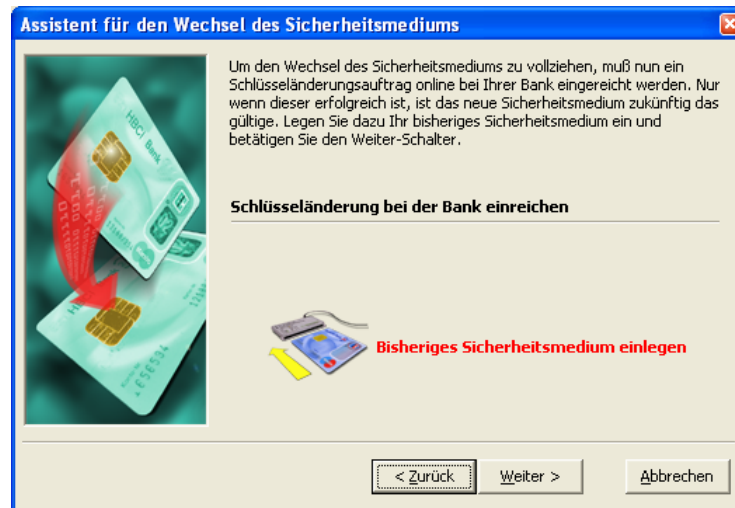 Assistent für den Wechsel des Sicherheitsmediums
Um den Wechsel des Sicherheitsmediums zu vollziehen, muß nun ein
Schlüsseländerungsauftrag online bei Ihrer Bank eingereicht werden. Nur
wenn dieser erfolgreich ist, ist das neue Sicherheitsmedium zukünftig das
gültige. Legen Sie dazu Ihr bisheriges Sicherheitsmedium ein und
betätigen Sie den Weiter-Schalter.
HBCI Bank
Schlüsseländerung bei der Bank einreichen
Bisheriges Sicherheitsmedium einlegen
< Zurück
Weiter >
Abbrechen